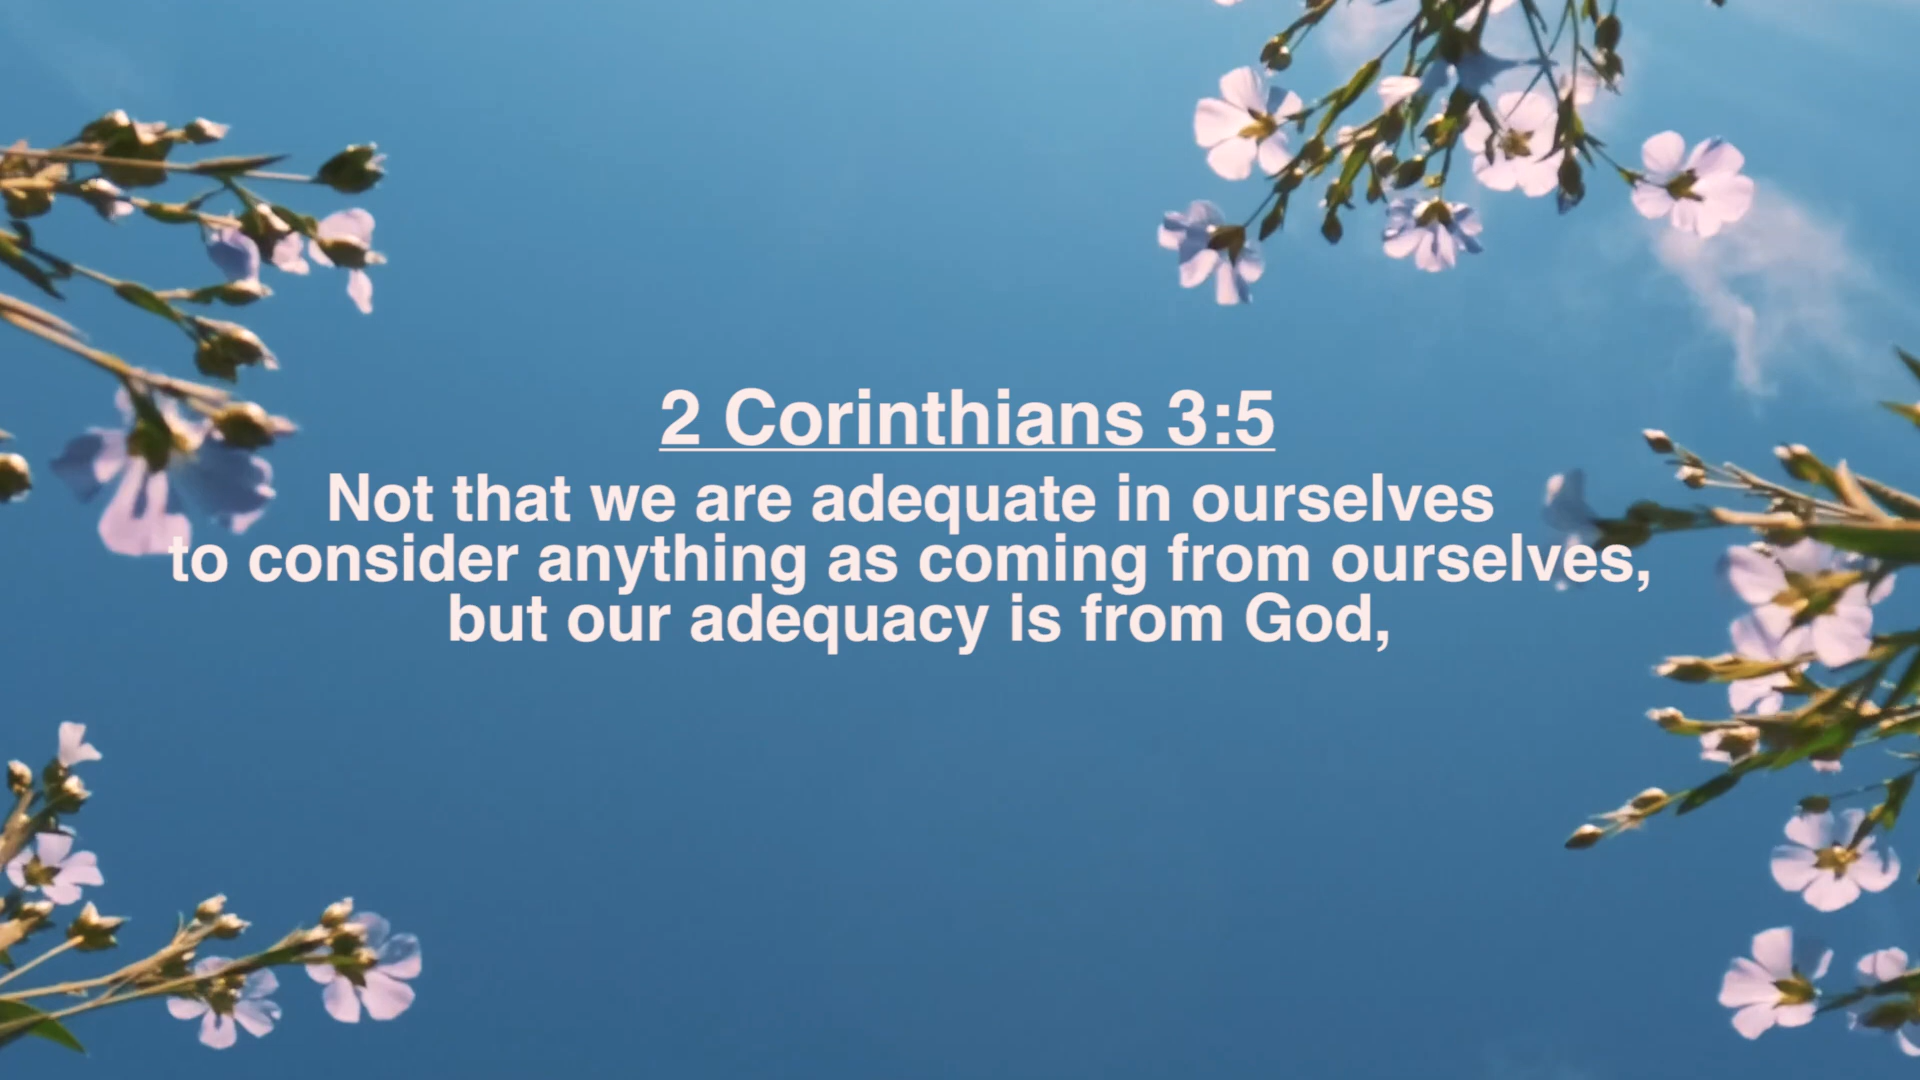 2 Corinthians 3:5
Not that we are adequate in ourselves
to consider anything as coming from ourselves,
but our adequacy is from God,